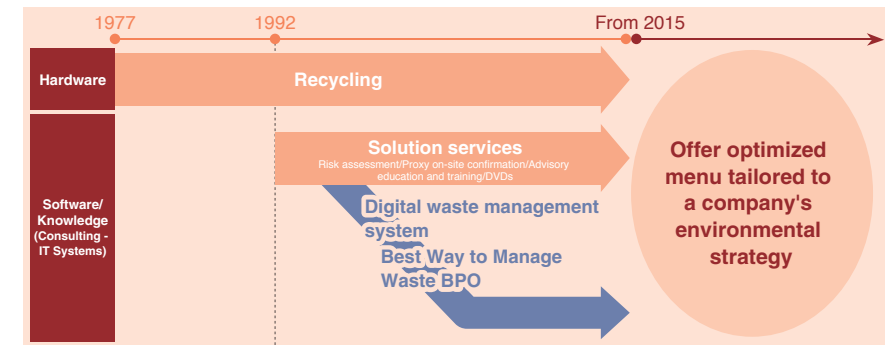 1977
1992
From 2015
Hardware
Recycling
Solution services
Risk assessment/Proxy on-site confirmation/Advisory
education and training/DVDs
Software/
Knowledge
(Consulting -
IT Systems)
Digital waste management
system
Best Way to Manage
Waste BPO
Offer optimized
menu tailored to
a company's
environmental
strategy